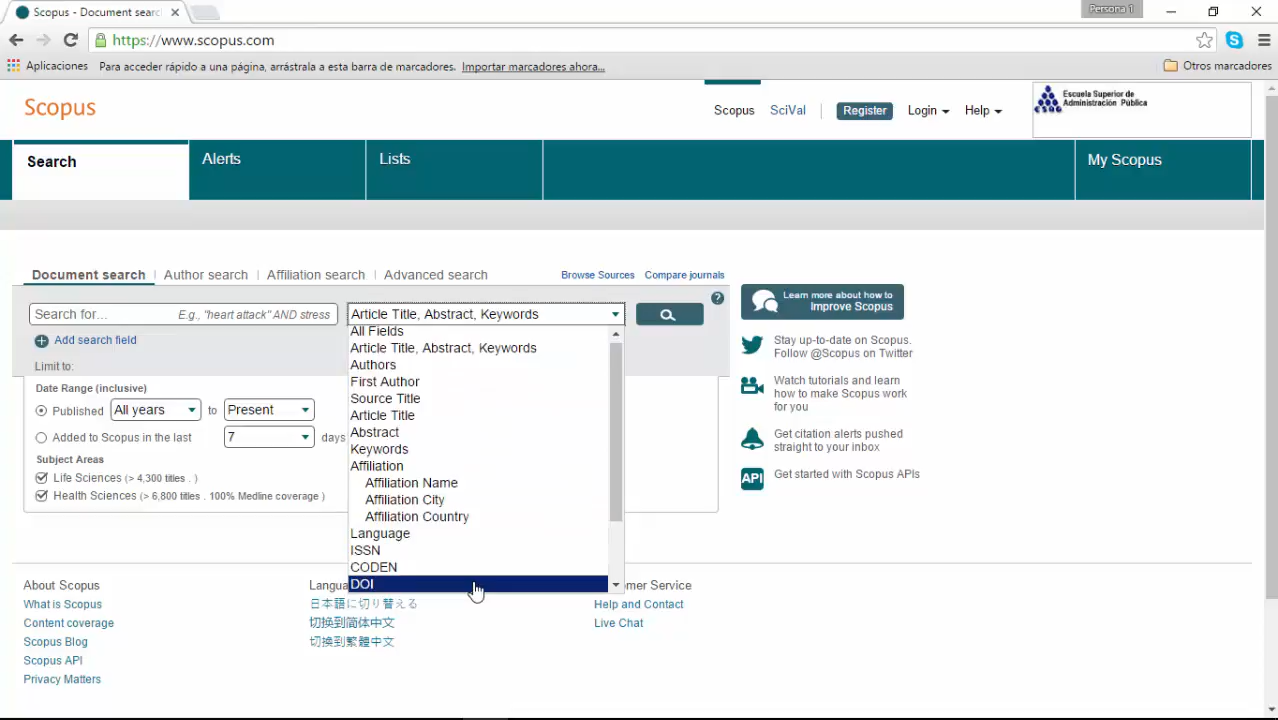 Scopus - Document searc
Persona 1
https://www.scopus.com
Aplicaciones Para acceder rápido a una página, arrástrala a esta barra de marcadores. Importar marcadores ahora... Otros marcadores
Scopus
Scopus SciVal Register Login Help
Escuela Superior de
Administración Pública
Search Alerts Lists My Scopus
Document search Author search Affiliation search Advanced search Browse Sources Compare journals
Search for... E.g., "heart attack" AND stress
Article Title, Abstract, Keywords
?
Add search field
Limit to:
Date Range (inclusive)
Published All years to Present
Added to Scopus in the last 7 days
Subject Areas
Life Sciences (> 4,300 titles . )
Health Sciences (> 6,800 titles . 100% Medline coverage )
All Fields
Article Title, Abstract, Keywords
Authors
First Author
Source Title
Article Title
Abstract
Keywords
Affiliation
Affiliation Name
Affiliation City
Affiliation Country
Language
ISSN
CODEN
DOI
Learn more about how to
Improve Scopus
Stay up-to-date on Scopus.
Follow @Scopus on Twitter
Watch tutorials and learn
how to make Scopus work
for you
Get citation alerts pushed
straight to your inbox
API Get started with Scopus APIs
About Scopus
What is Scopus
Content coverage
Scopus Blog
Scopus API
Privacy Matters
Langu
日本語に切り替える
切换到简体中文
切換到繁體中文
omer Service
Help and Contact
Live Chat